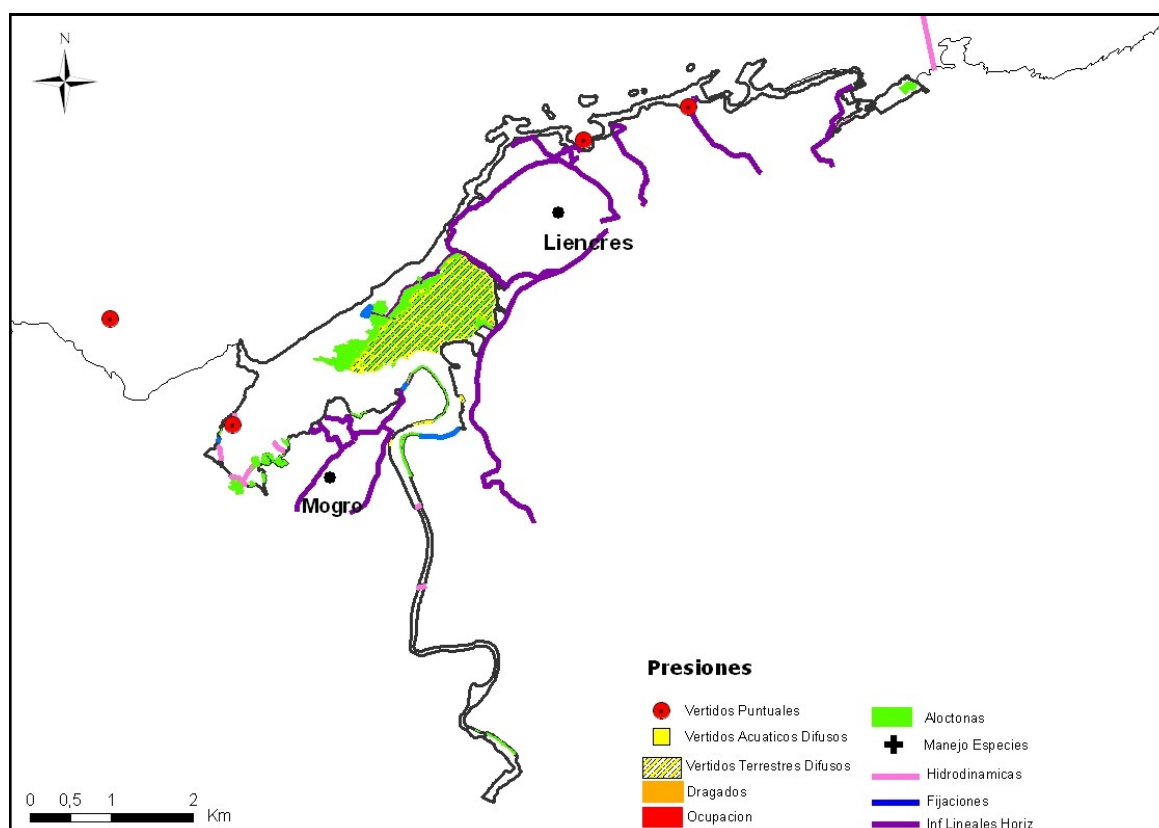 N
Liencres
Mogro
Presiones
Vertidos Puntuales
Vertidos Acuaticos Difusos
Vertidos Terrestres Difusos
Dragados
Ocupacion
Aloctonas
Manejo Especies
Hidrodinamicas
Fijaciones
Inf Lineales Horiz
0 0,5 1 2
Km